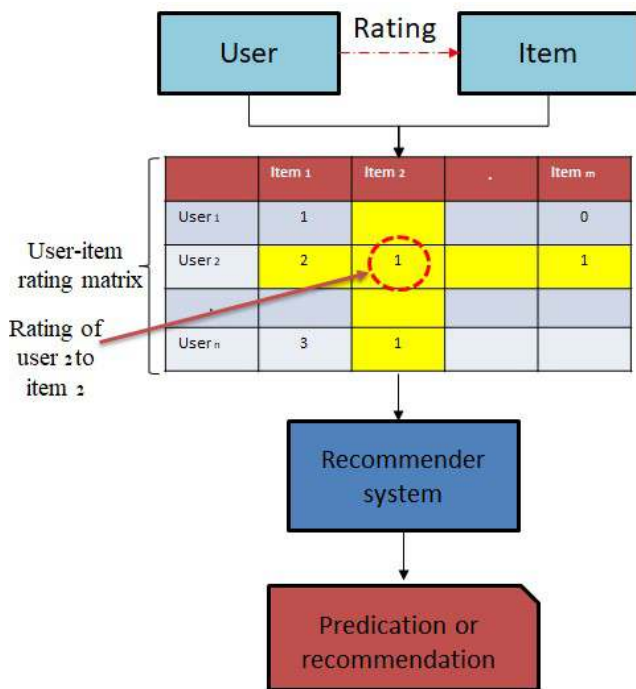 Rating
User
Item
Item 1 Item 2 . Item m
User 1 1 0
User-item
rating matrix
User 2 2 1 1
.
Rating of
user 2 to
item 2
User n 3 1
Recommender
system
Predication or
recommendation